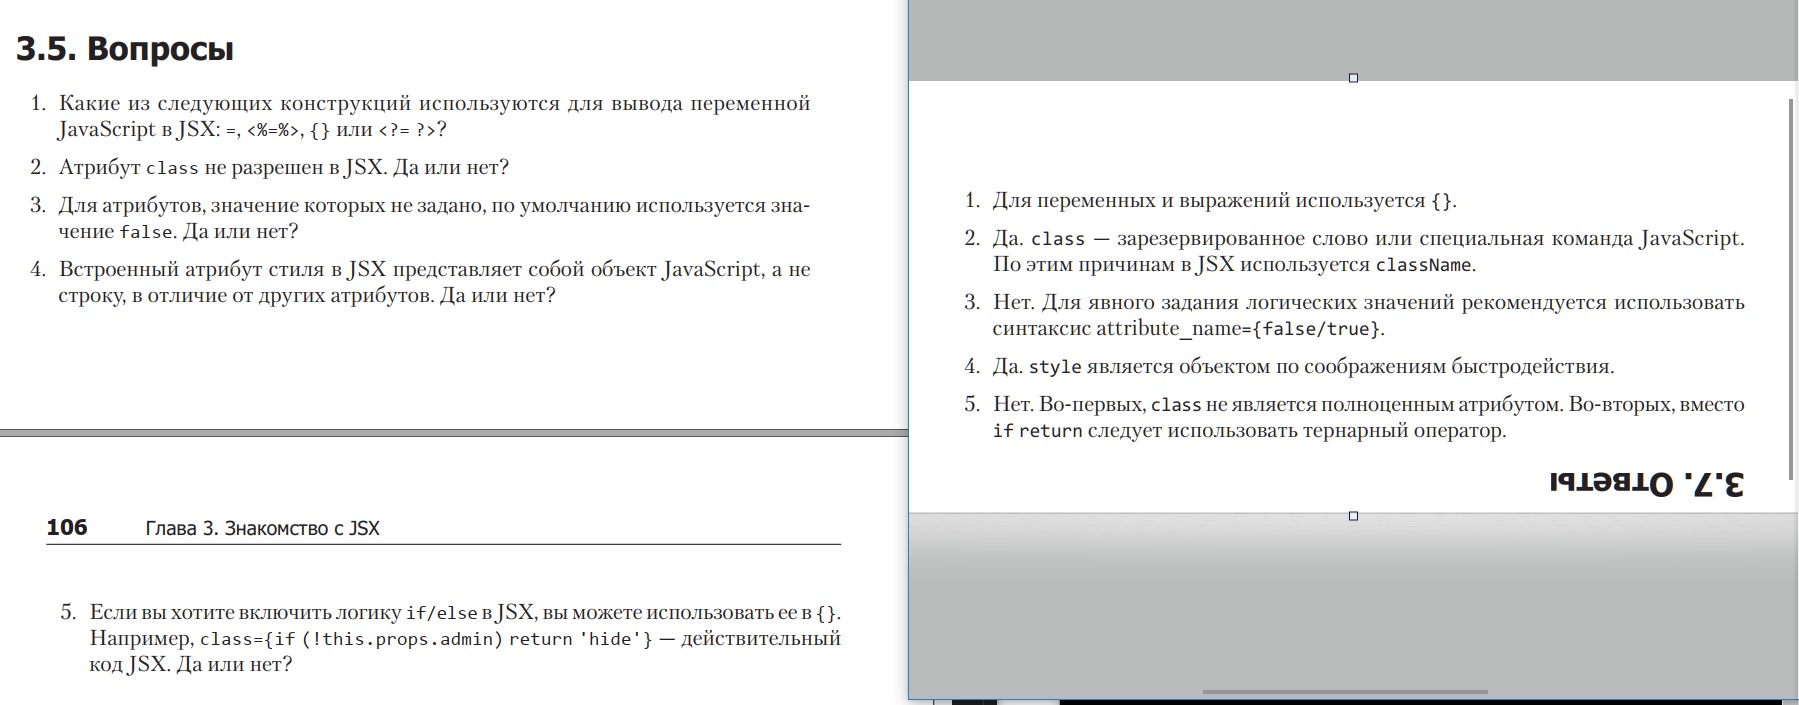 3.5. Вопросы
1. Какие из следующих конструкций используются для вывода переменной
JavaScript в JSX: =, <%=%>, {} или <?= ?>?
2. Атрибут class не разрешен в JSX. Да или нет?
3. Для атрибутов, значение которых не задано, по умолчанию используется зна-
чение false. Да или нет?
4. Встроенный атрибут стиля в JSX представляет собой объект JavaScript, а не
строку, в отличие от других атрибутов. Да или нет?
106 Глава 3. Знакомство с JSX
5. Если вы хотите включить логику if/else в JSX, вы можете использовать ее в {}.
Например, class={if (!this.props.admin) return 'hide'} — действительный
код JSX. Да или нет?
1. Для переменных и выражений используется {}.
2. Да. class — зарезервированное слово или специальная команда JavaScript.
По этим причинам в JSX используется className.
3. Нет. Для явного задания логических значений рекомендуется использовать
синтаксис attribute_name={false/true}.
4. Да. style является объектом по соображениям быстродействия.
5. Нет. Во-первых, class не является полноценным атрибутом. Во-вторых, вместо
if return следует использовать тернарный оператор.
3.7. Ответы